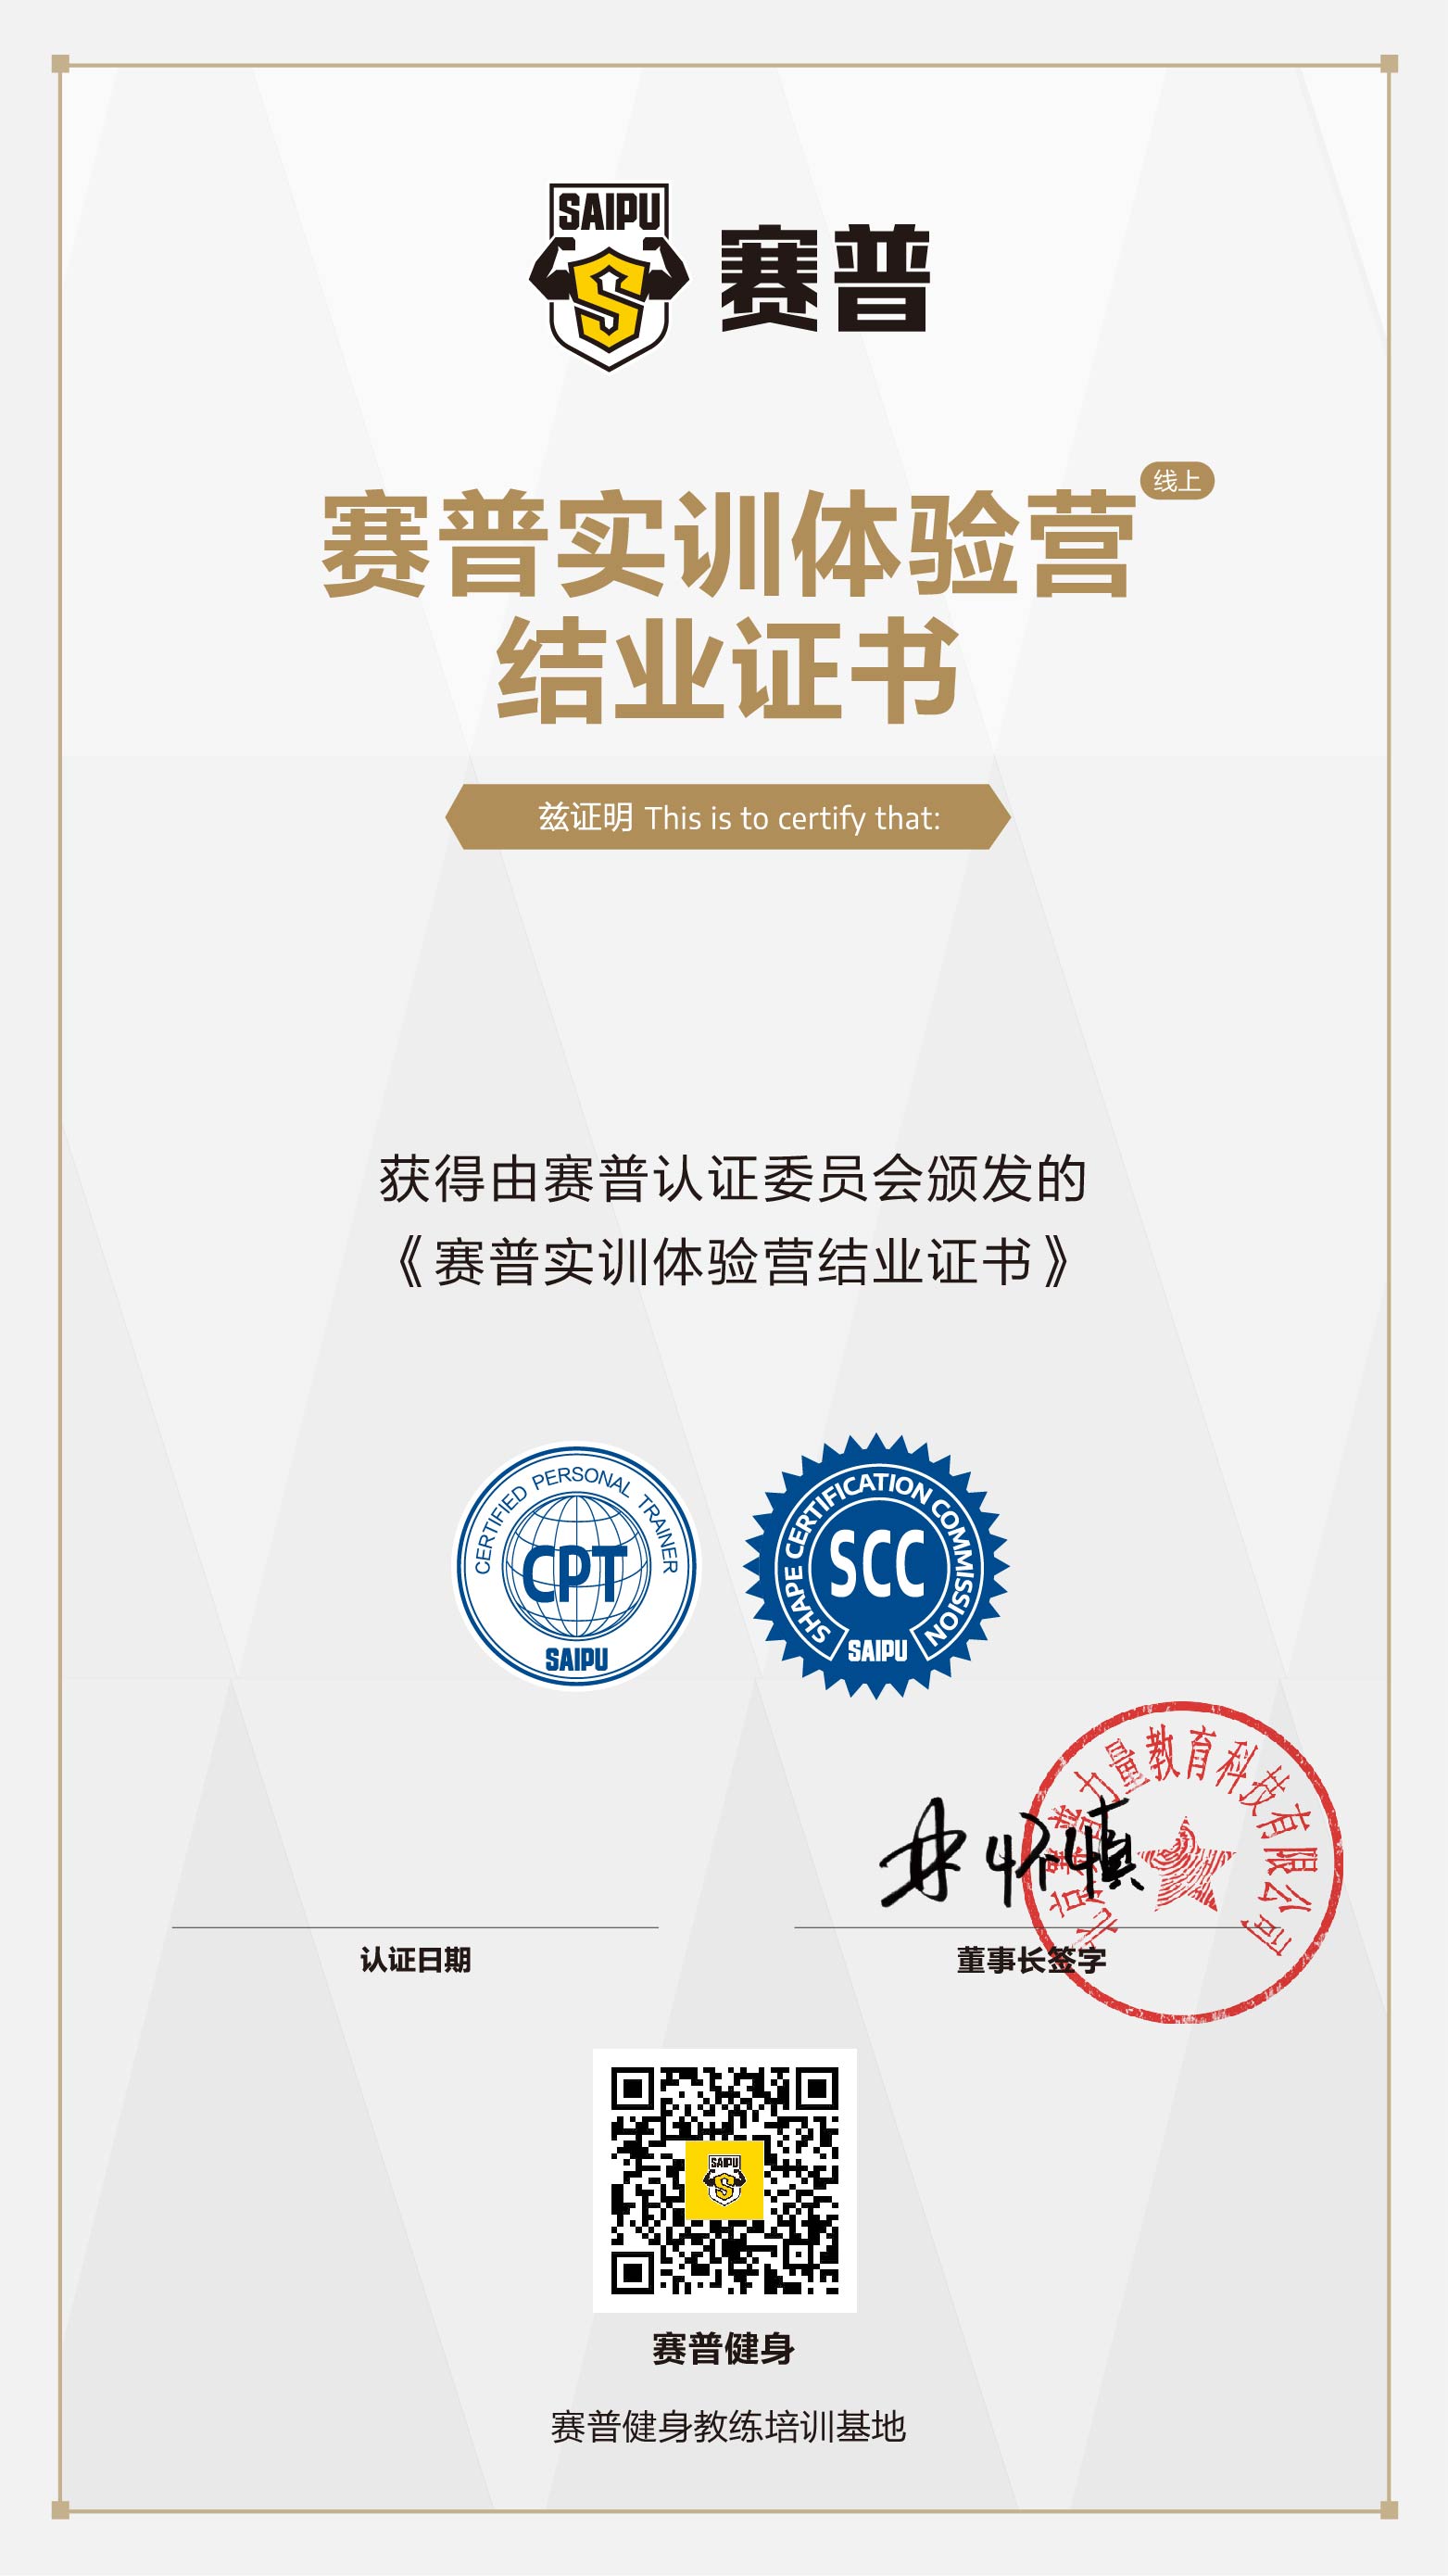 SAIPU
赛普
线上
赛普实训体验营
结业证书
兹证明 This is to certify that:
获得由赛普认证委员会颁发的
《赛普实训体验营结业证书》
CERTIFIED PERSONAL TRAINER
CPT
SAIPU
SHAPE CERTIFICATION COMMISSION
SCC
SAIPU
北京赛普力量教育科技有限公司
认证日期
董事长签字
SAIPU
赛普健身
赛普健身教练培训基地